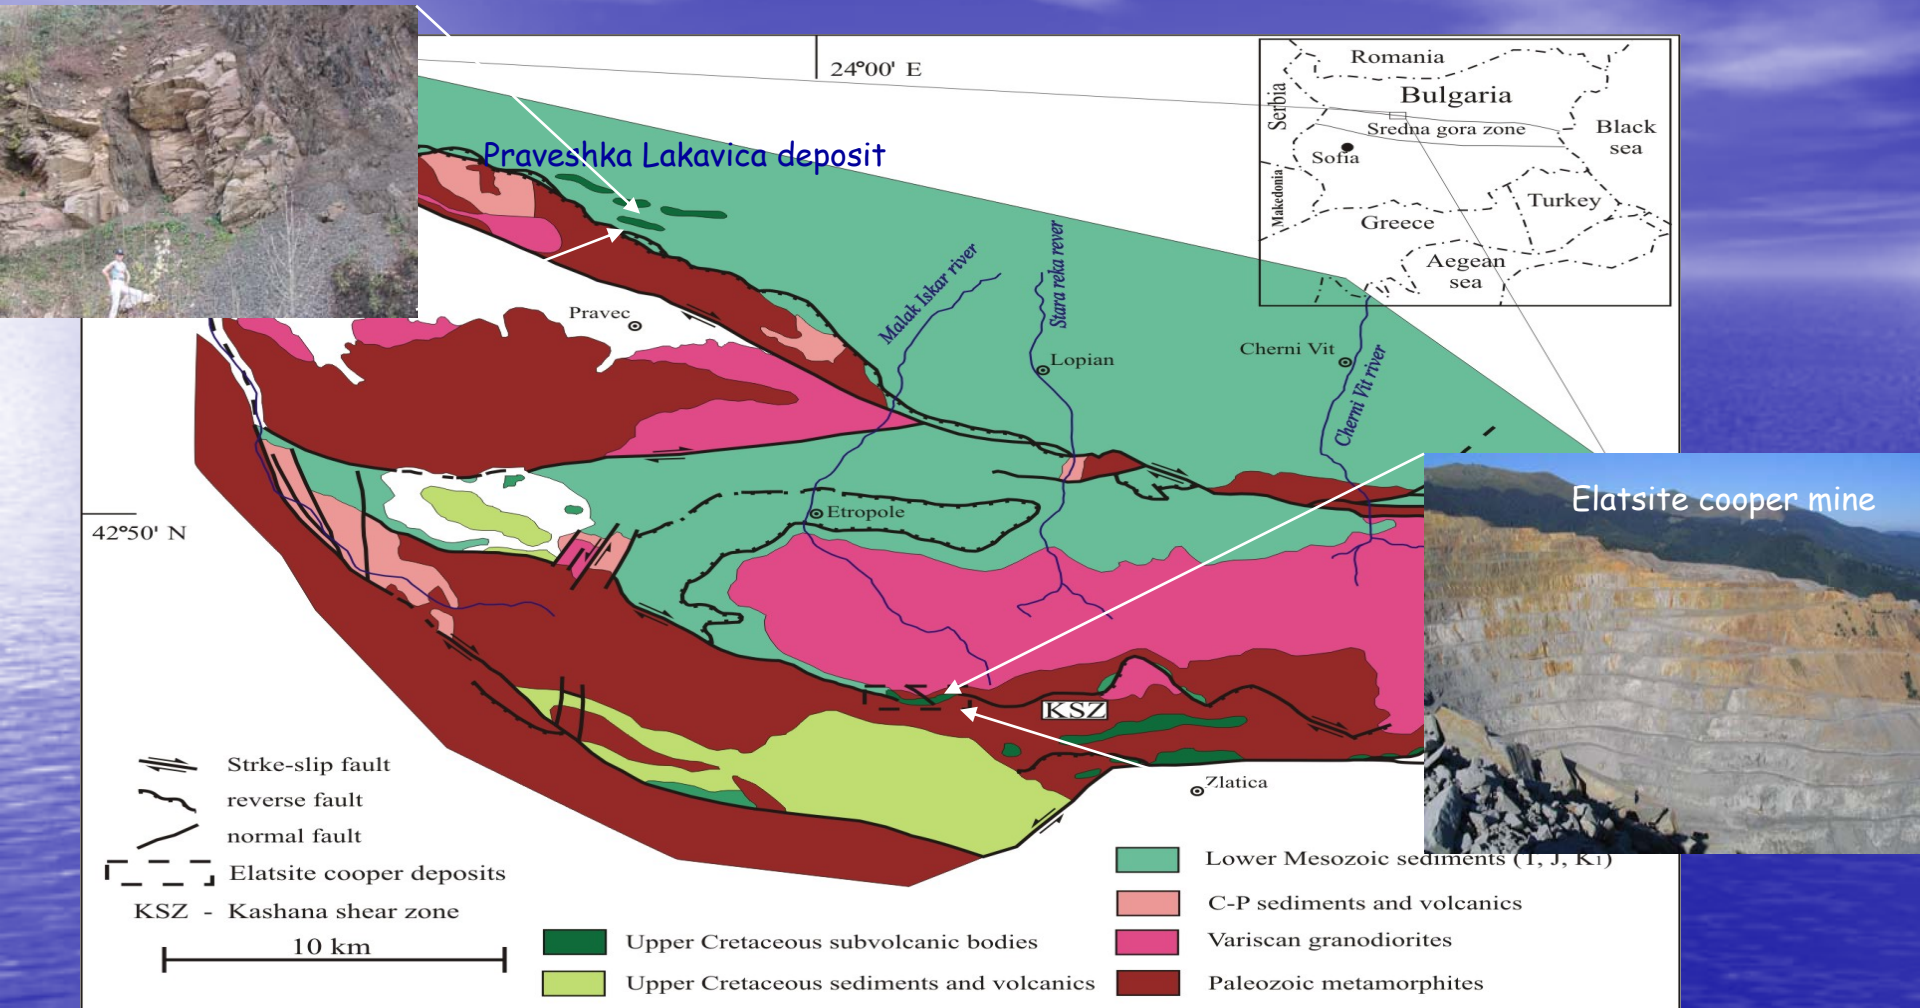 24°00' E
Praveshka Lakavica deposit
Romania
Serbia
Bulgaria
Sredna gora zone
Black
sea
Sofia
Makedonia
Turkey
Greece
Aegean
sea
Malak Iskar river
Stara reka rever
Pravec
Lopian
Cherni Vit
Cherni Vit river
Etropole
42°50' N
Elatsite cooper mine
KSZ
Zlatica
Strke-slip fault
reverse fault
normal fault
Elatsite cooper deposits
KSZ - Kashana shear zone
10 km
Upper Cretaceous subvolcanic bodies
Upper Cretaceous sediments and volcanics
Lower Mesozoic sediments (T, J, K1)
C-P sediments and volcanics
Variscan granodiorites
Paleozoic metamorphites